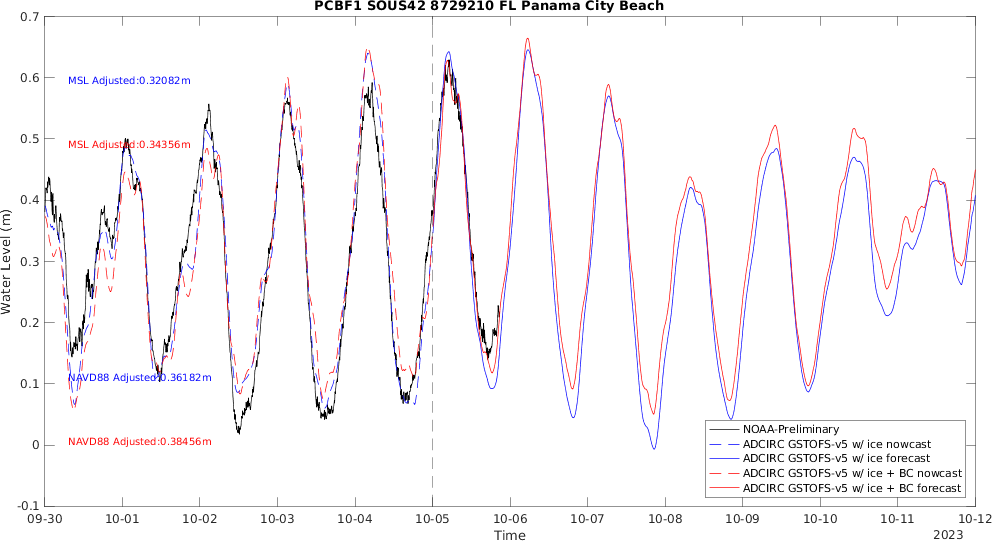 PCBF1 SOUS42 8729210 FL Panama City Beach
0.7
0.6
0.5
0.4
0.3
0.2
0.1
0
-0.1
Water Level (m)
MSL Adjusted:0.32082m
MSL Adjusted:0.34356m
NAVD88 Adjusted:0.36182m
NAVD88 Adjusted:0.38456m
NOAA-Preliminary
ADCIRC GSTOFS-v5 w/ ice nowcast
ADCIRC GSTOFS-v5 w/ ice forecast
ADCIRC GSTOFS-v5 w/ ice + BC nowcast
ADCIRC GSTOFS-v5 w/ ice + BC forecast
09-30 10-01 10-02 10-03 10-04 10-05 10-06 10-07 10-08 10-09 10-10 10-11 10-12
Time
2023